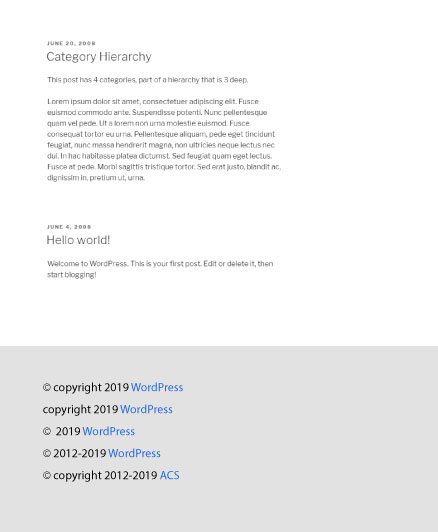 JUNE 20, 2008
Category Hierarchy
This post has 4 categories, part of a hierarchy that is 3 deep.
Lorem ipsum dolor sit amet, consectetuer adipiscing elit. Fusce
euismod commodo ante. Suspendisse potenti. Nunc pellentesque
quam vel pede. Ut a lorem non urna molestie euismod. Fusce
consequat tortor eu urna. Pellentesque aliquam, pede eget tincidunt
feugiat, nunc massa hendrerit magna, non ultricies neque lectus nec
dui. In hac habitasse platea dictumst. Sed feugiat quam eget lectus.
Fusce at pede. Morbi sagittis tristique tortor. Sed erat justo, blandit ac,
dignissim in, pretium ut, urna.
JUNE 4, 2008
Hello world!
Welcome to WordPress. This is your first post. Edit or delete it, then
start blogging!
© copyright 2019 WordPress
copyright 2019 WordPress
© 2019 WordPress
© 2012-2019 WordPress
© copyright 2012-2019 ACS